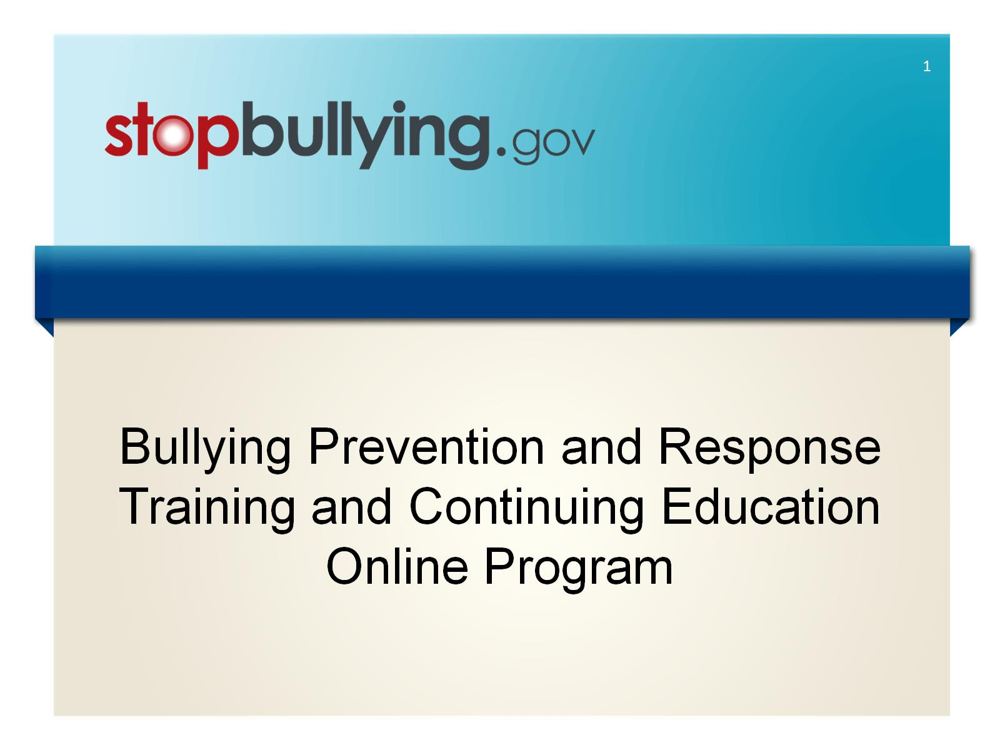 1
stopbullying.gov
Bullying Prevention and Response
Training and Continuing Education
Online Program